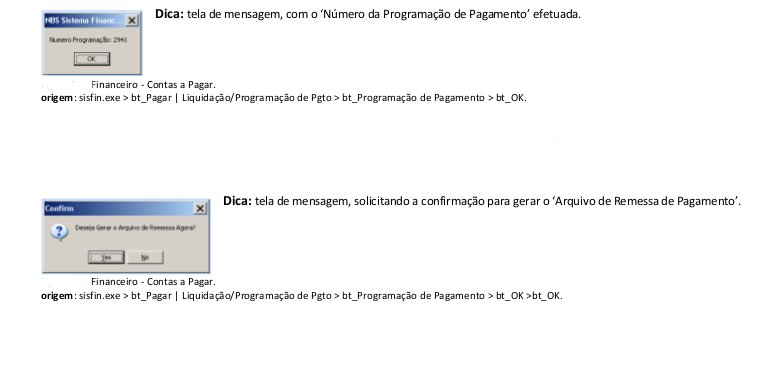 NBS Sistema Financ...
Dica: tela de mensagem, com o ‘Número da Programação de Pagamento’ efetuada.
Numero Programação: 2941
OK
Financeiro - Contas a Pagar.
origem: sisfin.exe > bt_Pagar | Liquidação/Programação de Pgto > bt_Programação de Pagamento > bt_OK.
Dica: tela de mensagem, solicitando a confirmação para gerar o ‘Arquivo de Remessa de Pagamento’.
Confirm
Deseja Gerar o Arquivo de Remessa Agora?
Yes No
Financeiro - Contas a Pagar.
origem: sisfin.exe > bt_Pagar | Liquidação/Programação de Pgto > bt_Programação de Pagamento > bt_OK >bt_OK.